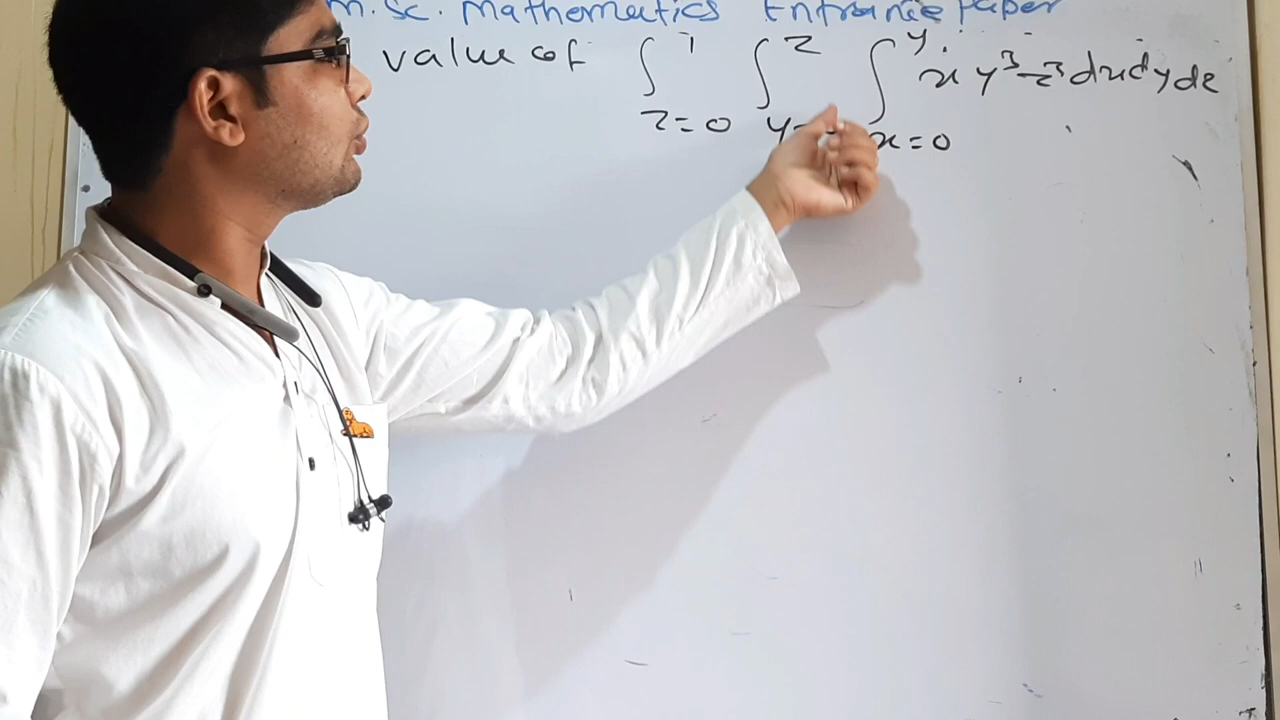 M.Sc. Mathematics Entrance Paper
value of ∫_{z=0}^{1} ∫_{y=}^{z} ∫_{x=0}^{y} x y³ z³ dx dy dz